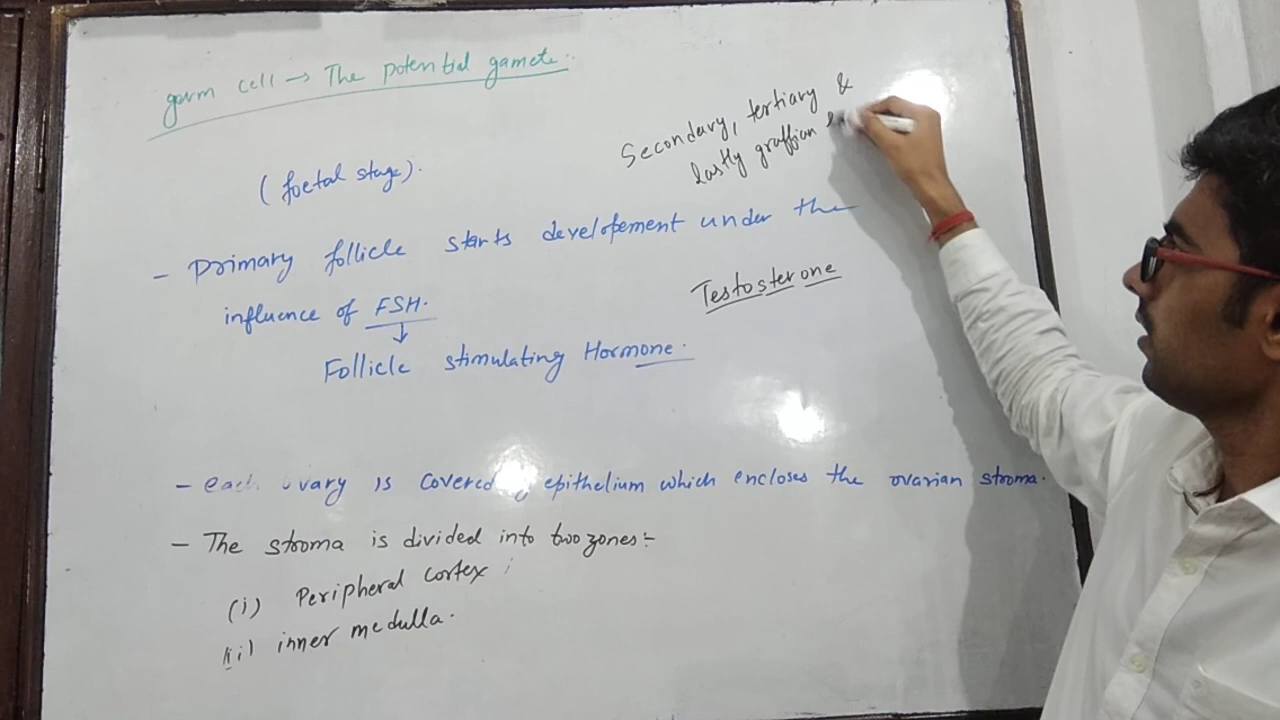 germ cell → The potential gamete.
(foetal stage).
Secondary, tertiary &
lastly graffian
- Primary follicle starts developement under the
influence of FSH.
↓
Follicle stimulating Hormone.
Testosterone
- each ovary is covered epithelium which encloses the ovarian stroma.
- The stroma is divided into two zones :-
(i) Peripheral cortex ;
(ii) inner medulla.